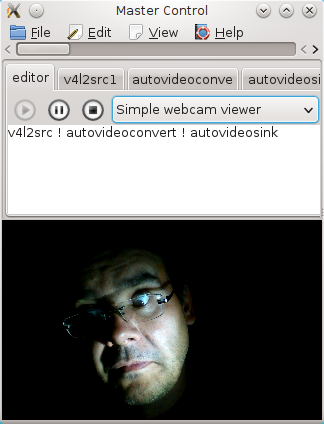 Master Control
File Edit View Help
editor v4l2src1 autovideoconve autovideosi
Simple webcam viewer
v4l2src ! autovideoconvert ! autovideosink